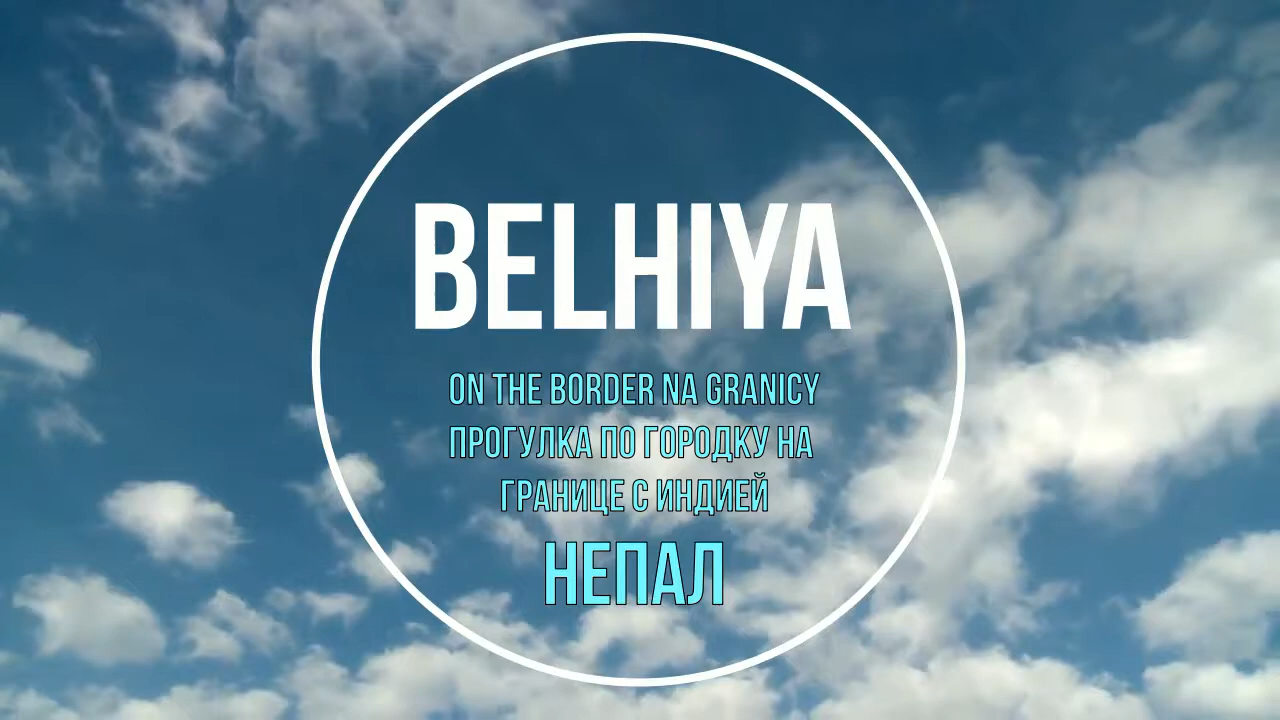 BELHIYA
ON THE BORDER NA GRANICY
ПРОГУЛКА ПО ГОРОДКУ НА
ГРАНИЦЕ С ИНДИЕЙ
НЕПАЛ